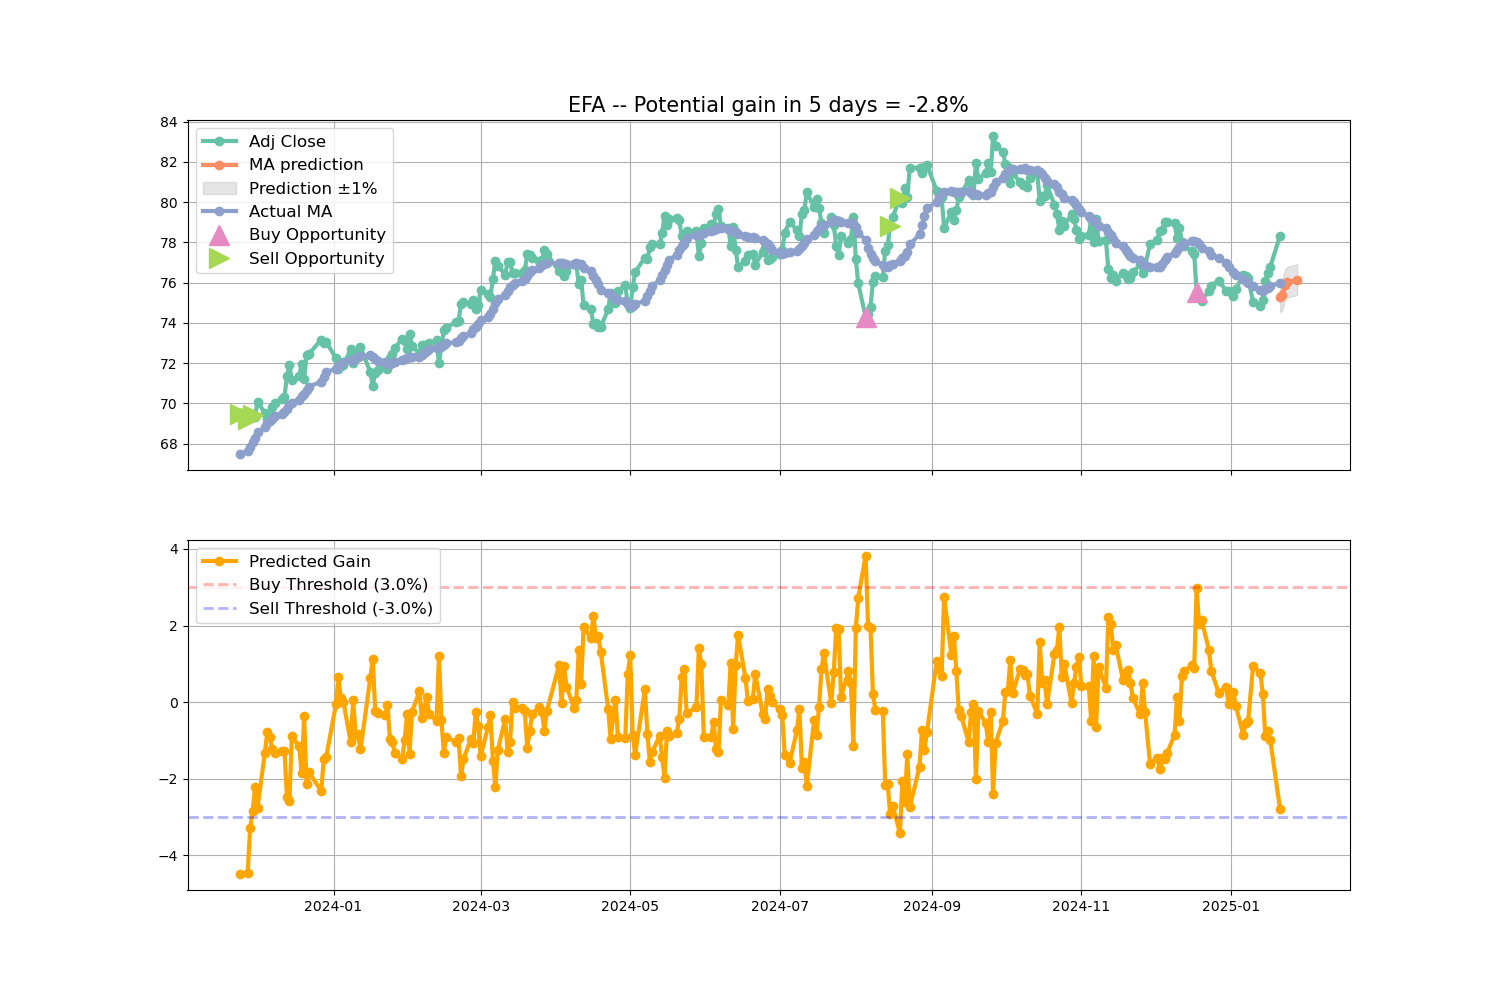 EFA -- Potential gain in 5 days = -2.8%
84
82
80
78
76
74
72
70
68
Adj Close
MA prediction
Prediction ±1%
Actual MA
Buy Opportunity
Sell Opportunity
4
2
0
−2
−4
Predicted Gain
Buy Threshold (3.0%)
Sell Threshold (-3.0%)
2024-01
2024-03
2024-05
2024-07
2024-09
2024-11
2025-01